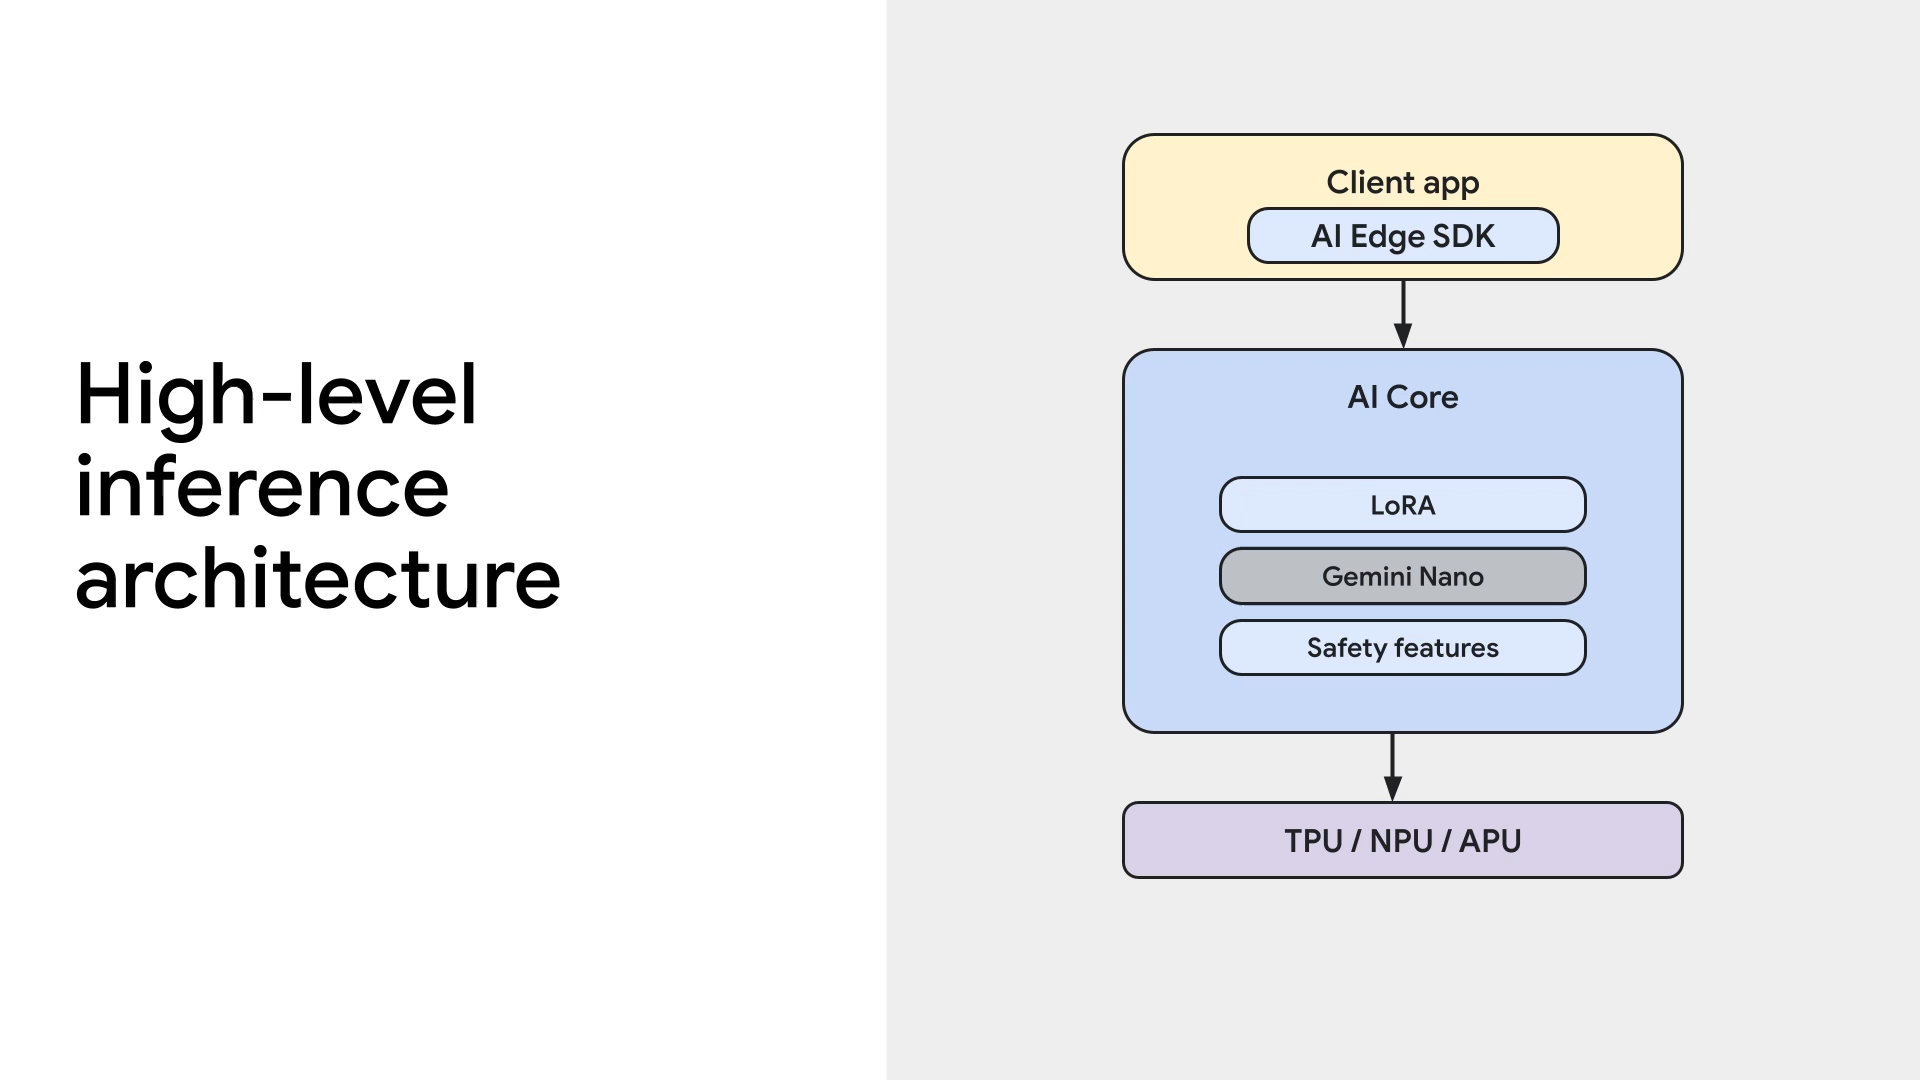 High-level
inference
architecture
Client app
AI Edge SDK
AI Core
LoRA
Gemini Nano
Safety features
TPU / NPU / APU